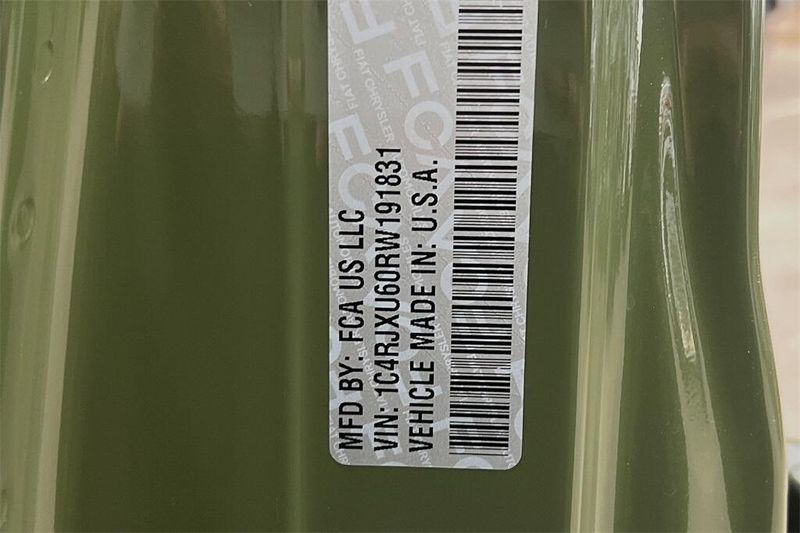 MFD BY: FCA US LLC
VIN: 1C4RJXU60RW191831
VEHICLE MADE IN: U.S.A.